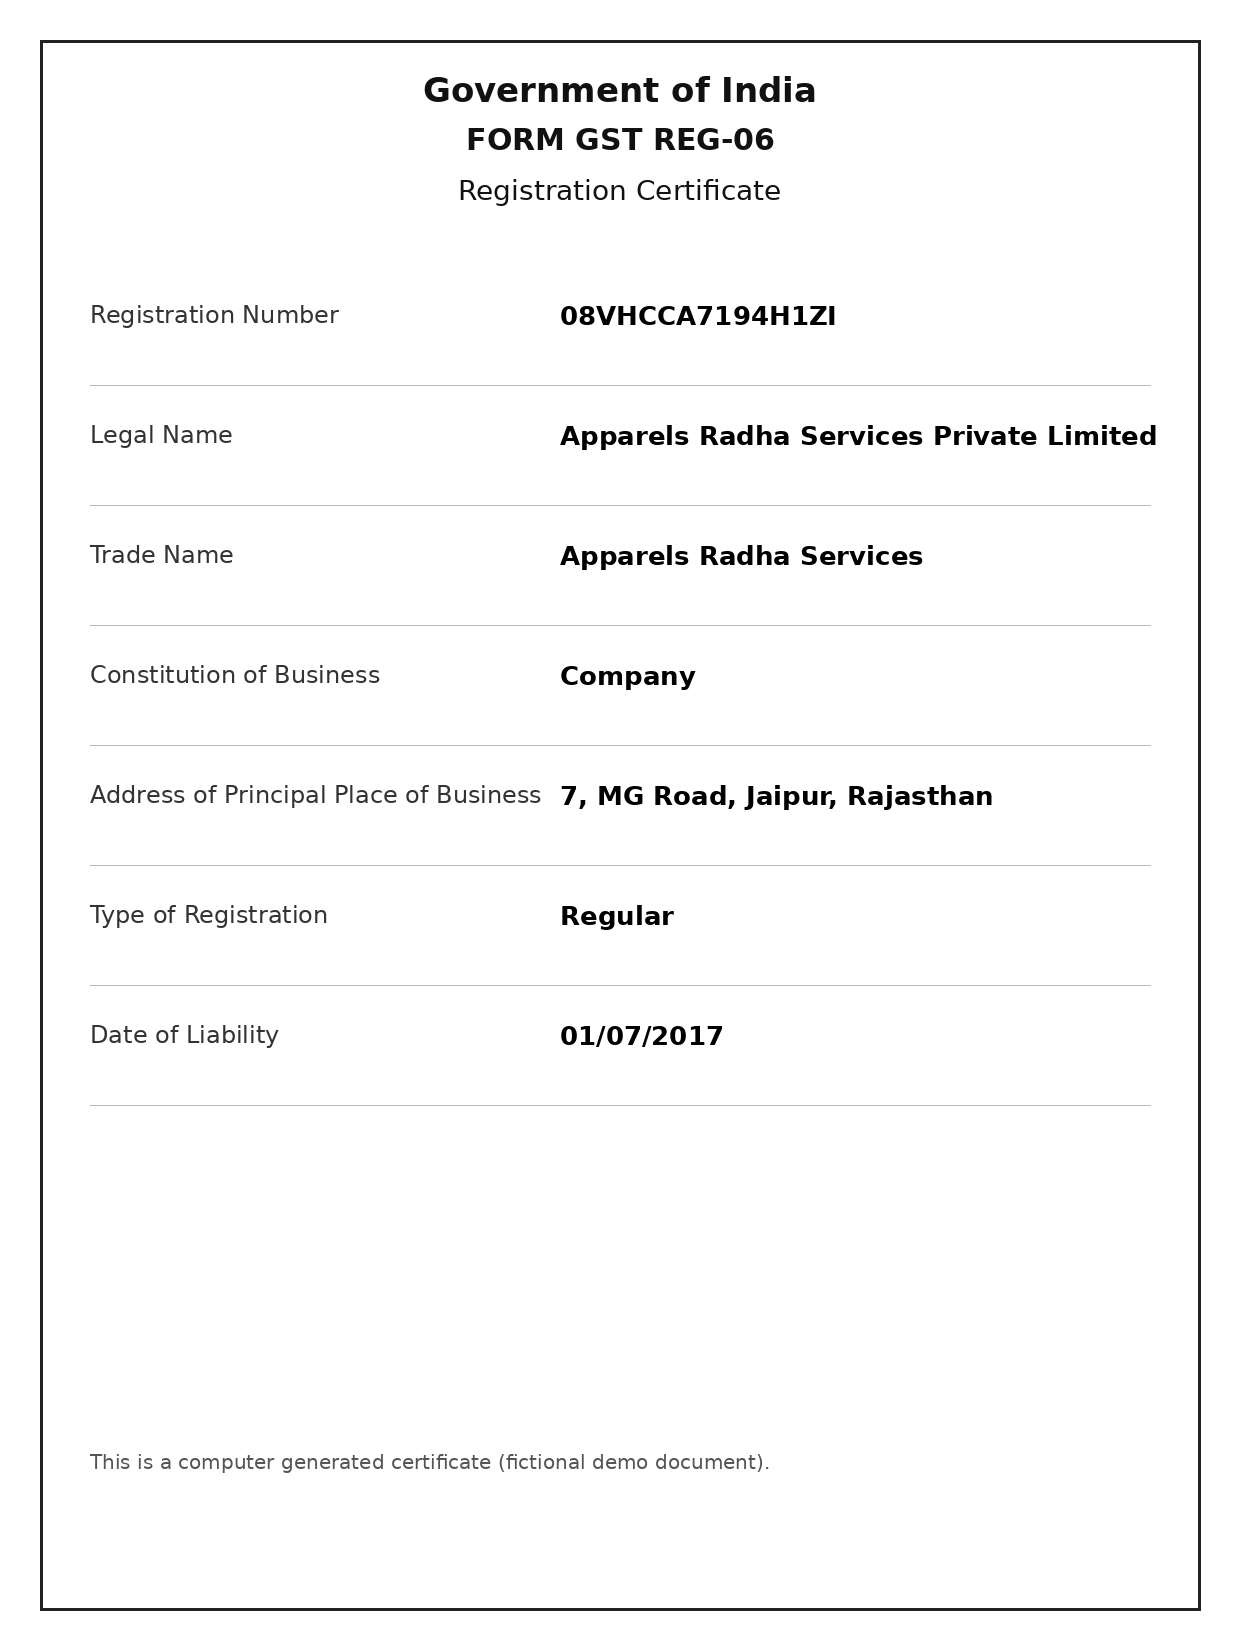 Government of India
FORM GST REG-06
Registration Certificate
Registration Number 08VHCCA7194H1ZI
Legal Name Apparels Radha Services Private Limited
Trade Name Apparels Radha Services
Constitution of Business Company
Address of Principal Place of Business 7, MG Road, Jaipur, Rajasthan
Type of Registration Regular
Date of Liability 01/07/2017
This is a computer generated certificate (fictional demo document).